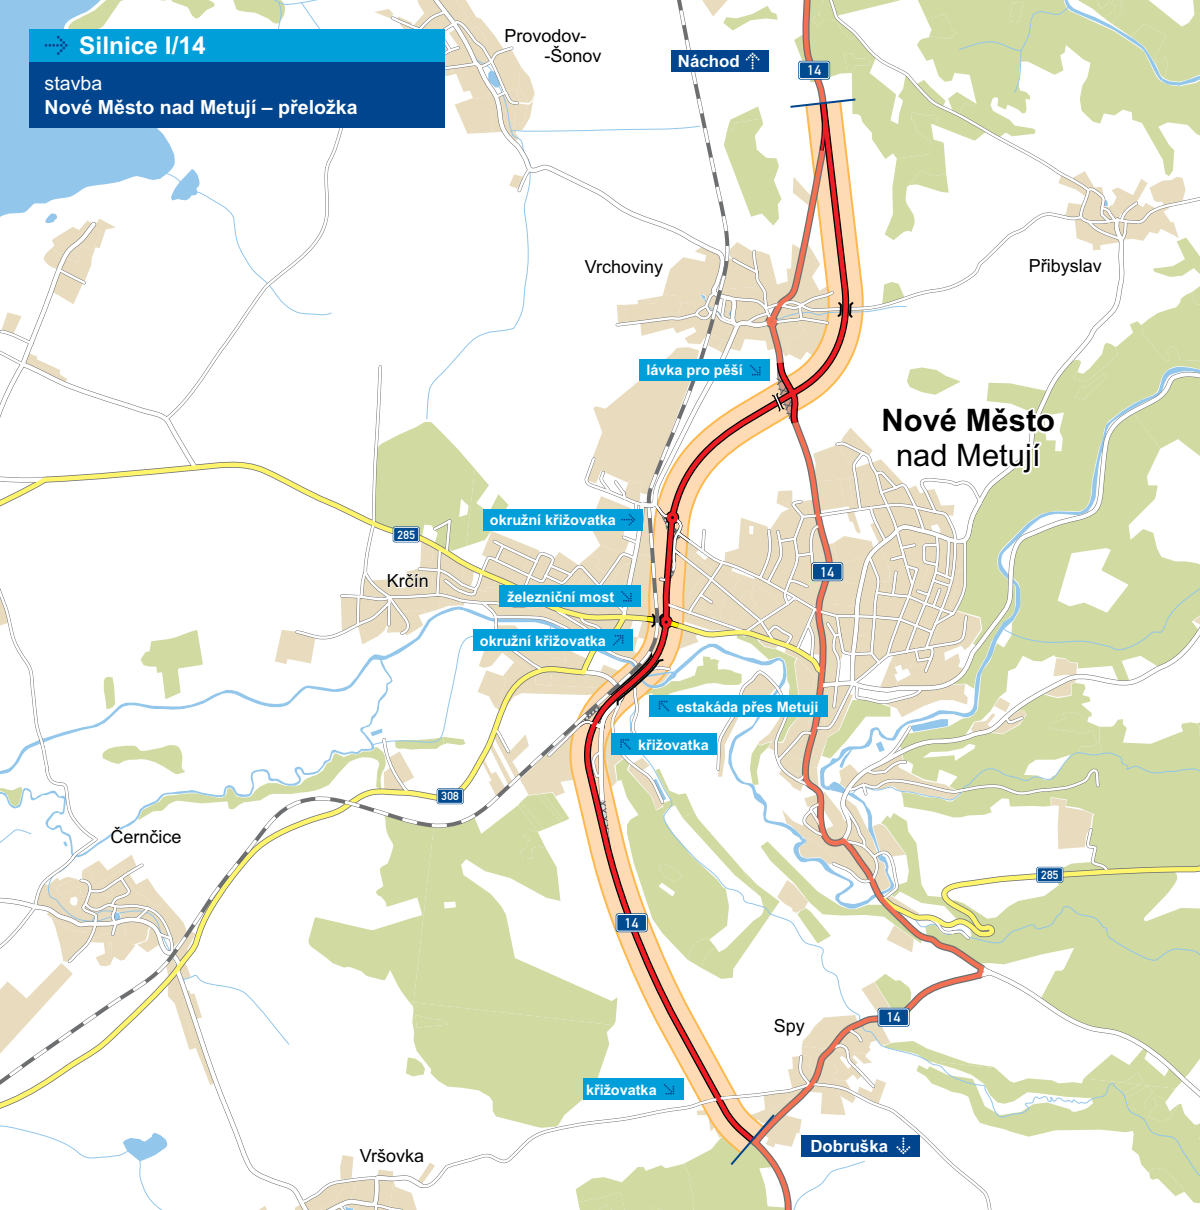 Silnice I/14
stavba
Nové Město nad Metují – přeložka
Provodov-
-Šonov
Náchod
14
Vrchoviny
Přibyslav
lávka pro pěší
Nové Město
nad Metují
okružní křižovatka
285
14
Krčín
železniční most
okružní křižovatka
estakáda přes Metuji
křižovatka
308
Černčice
285
14
Spy
14
křižovatka
Dobruška
Vršovka